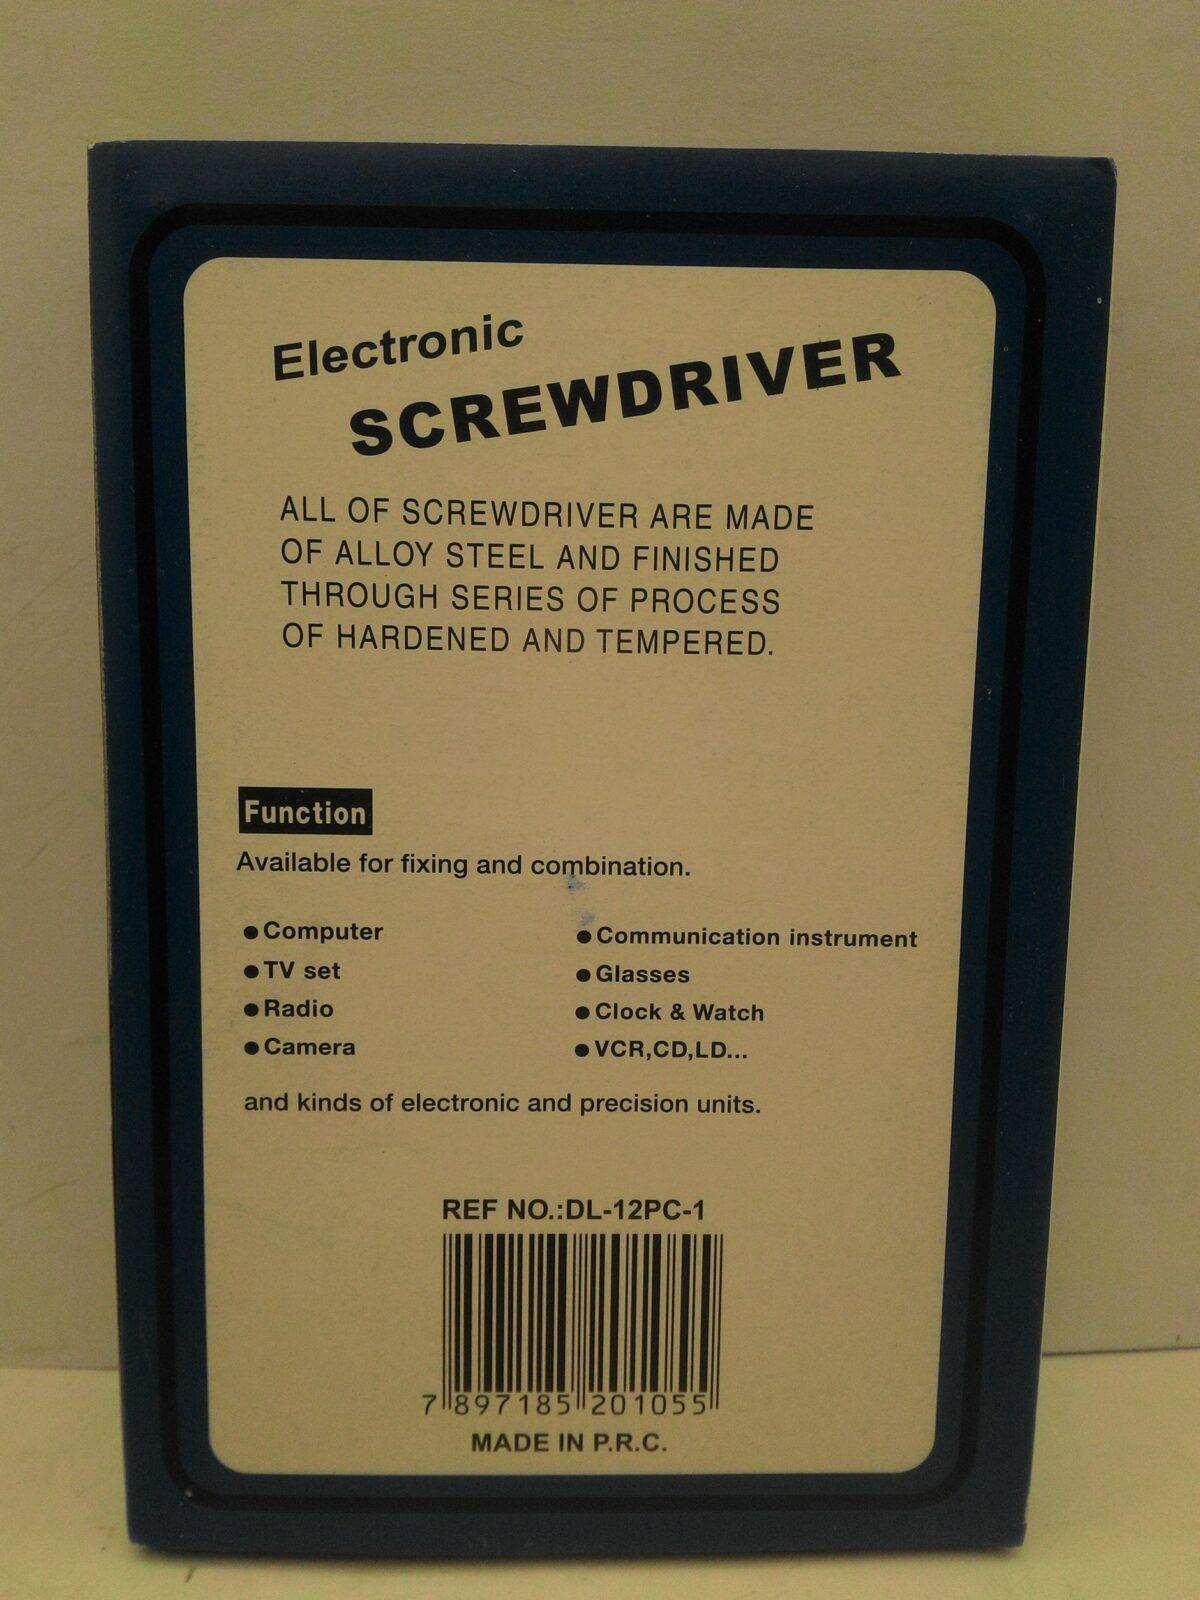 Electronic
SCREWDRIVER
ALL OF SCREWDRIVER ARE MADE
OF ALLOY STEEL AND FINISHED
THROUGH SERIES OF PROCESS
OF HARDENED AND TEMPERED.
Function
Available for fixing and combination.
●Computer
●TV set
●Radio
●Camera
●Communication instrument
●Glasses
●Clock & Watch
●VCR,CD,LD...
and kinds of electronic and precision units.
REF NO.:DL-12PC-1
7 897185 201055
MADE IN P.R.C.